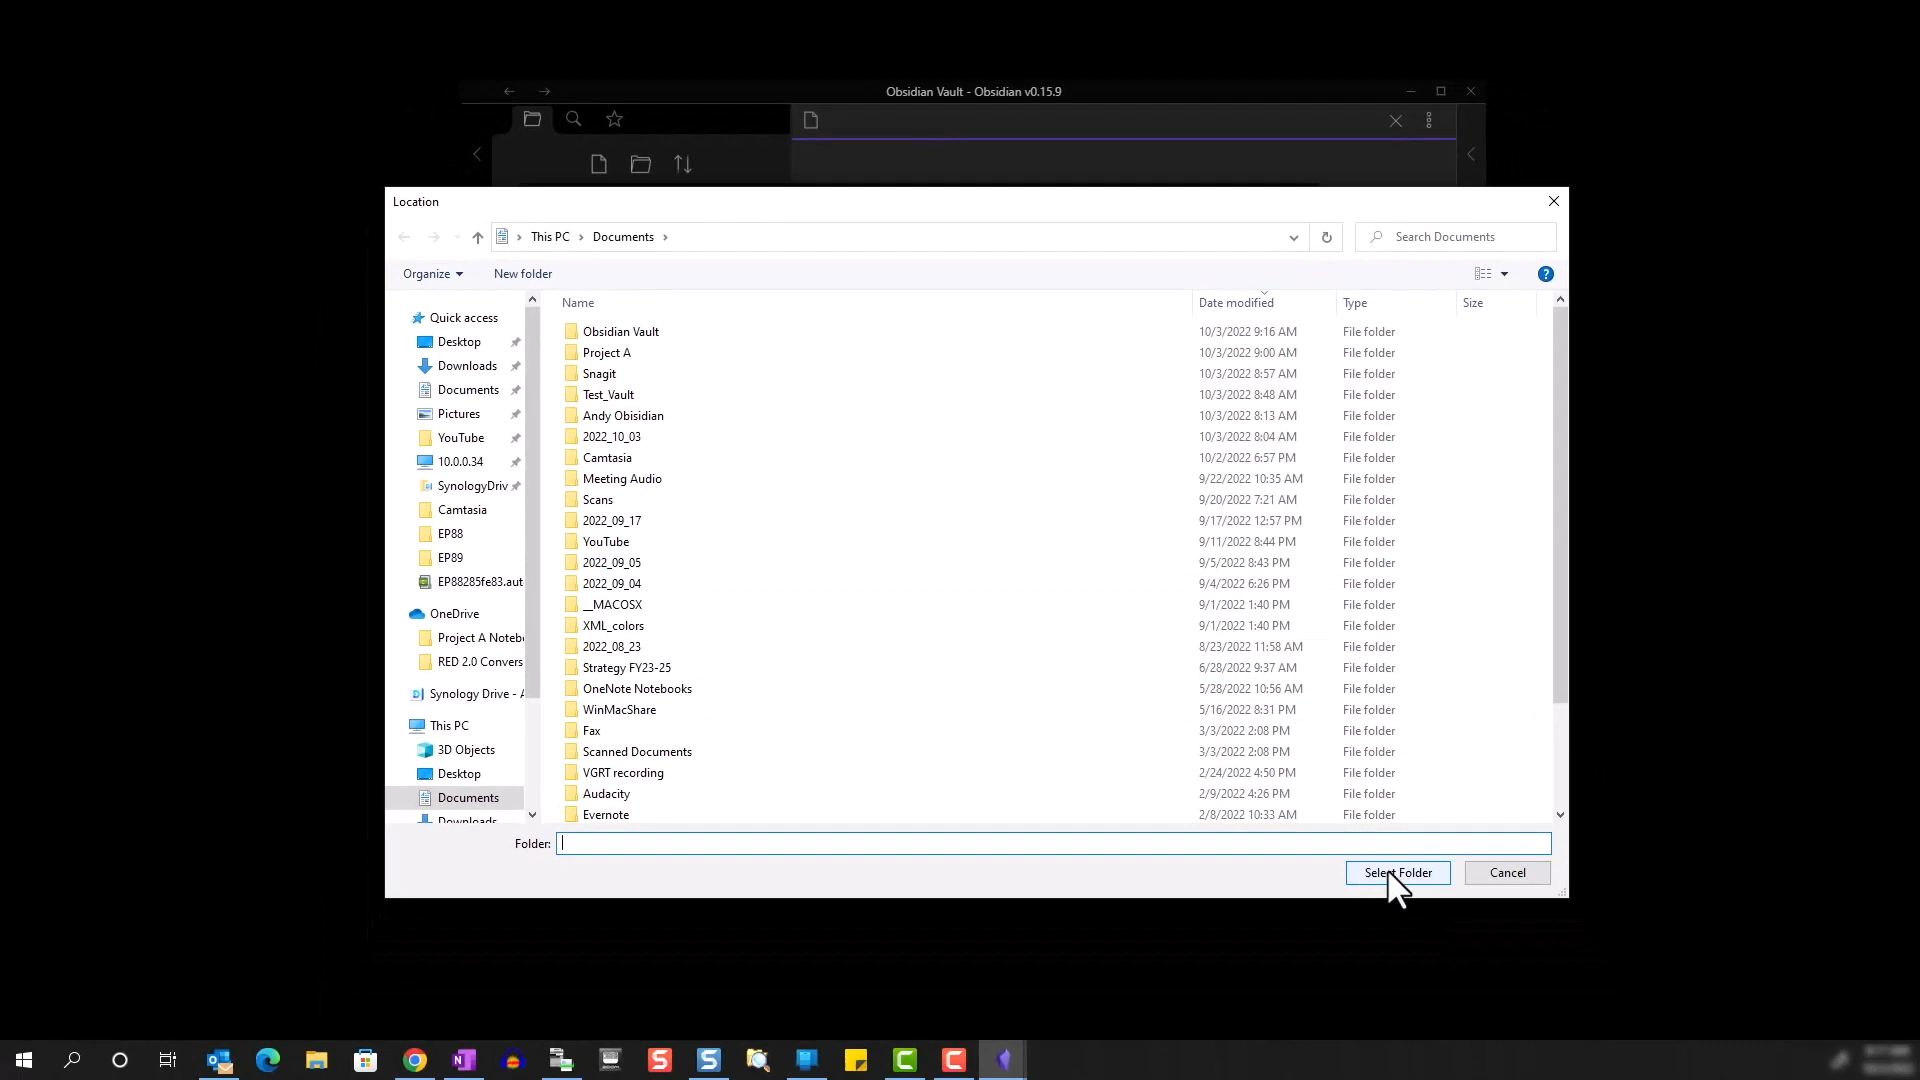 Obsidian Vault - Obsidian v0.15.9
Location
This PC
Documents
Search Documents
Organize
New folder
Name
Date modified
Type
Size
Quick access
Desktop
Downloads
Documents
Pictures
YouTube
10.0.0.34
SynologyDriv
Camtasia
EP88
EP89
EP88285fe83.aut
OneDrive
Project A Noteb
RED 2.0 Convers
Synology Drive - A
This PC
3D Objects
Desktop
Documents
Downloads
Obsidian Vault 10/3/2022 9:16 AM File folder
Project A 10/3/2022 9:00 AM File folder
Snagit 10/3/2022 8:57 AM File folder
Test_Vault 10/3/2022 8:48 AM File folder
Andy Obisidian 10/3/2022 8:13 AM File folder
2022_10_03 10/3/2022 8:04 AM File folder
Camtasia 10/2/2022 6:57 PM File folder
Meeting Audio 9/22/2022 10:35 AM File folder
Scans 9/20/2022 7:21 AM File folder
2022_09_17 9/17/2022 12:57 PM File folder
YouTube 9/11/2022 8:44 PM File folder
2022_09_05 9/5/2022 8:43 PM File folder
2022_09_04 9/4/2022 6:26 PM File folder
__MACOSX 9/1/2022 1:40 PM File folder
XML_colors 9/1/2022 1:40 PM File folder
2022_08_23 8/23/2022 11:58 AM File folder
Strategy FY23-25 6/28/2022 9:37 AM File folder
OneNote Notebooks 5/28/2022 10:56 AM File folder
WinMacShare 5/16/2022 8:31 PM File folder
Fax 3/3/2022 2:08 PM File folder
Scanned Documents 3/3/2022 2:08 PM File folder
VGRT recording 2/24/2022 4:50 PM File folder
Audacity 2/9/2022 4:26 PM File folder
Evernote 2/8/2022 10:33 AM File folder
Folder:
Select Folder
Cancel